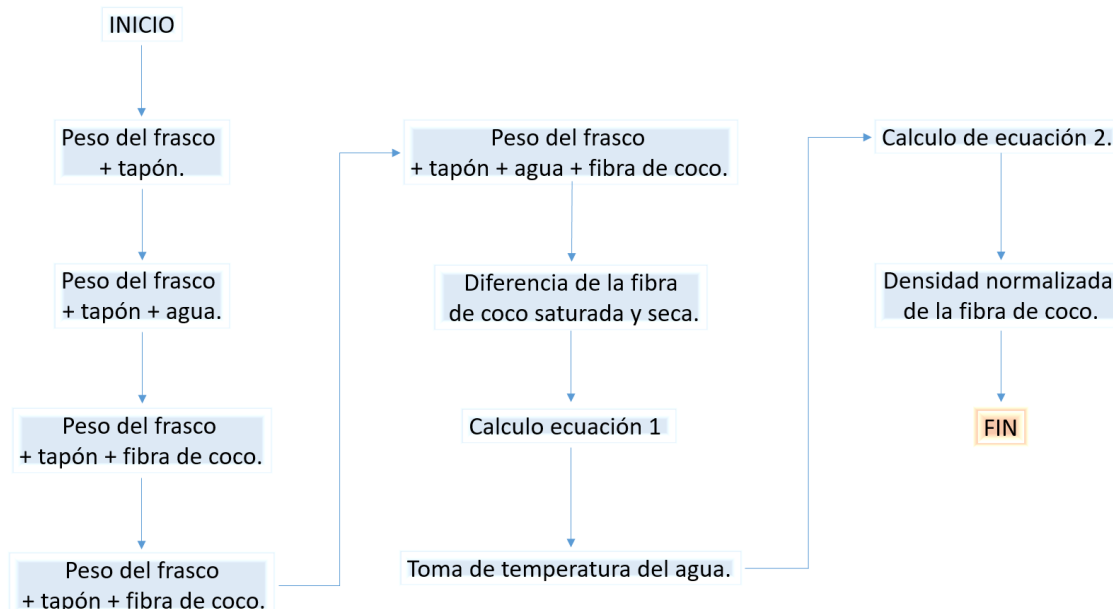 INICIO
Peso del frasco
+ tapón.
Peso del frasco
+ tapón + agua.
Peso del frasco
+ tapón + fibra de coco.
Peso del frasco
+ tapón + fibra de coco.
Peso del frasco
+ tapón + agua + fibra de coco.
Diferencia de la fibra
de coco saturada y seca.
Calculo ecuación 1
Toma de temperatura del agua.
Calculo de ecuación 2.
Densidad normalizada
de la fibra de coco.
FIN